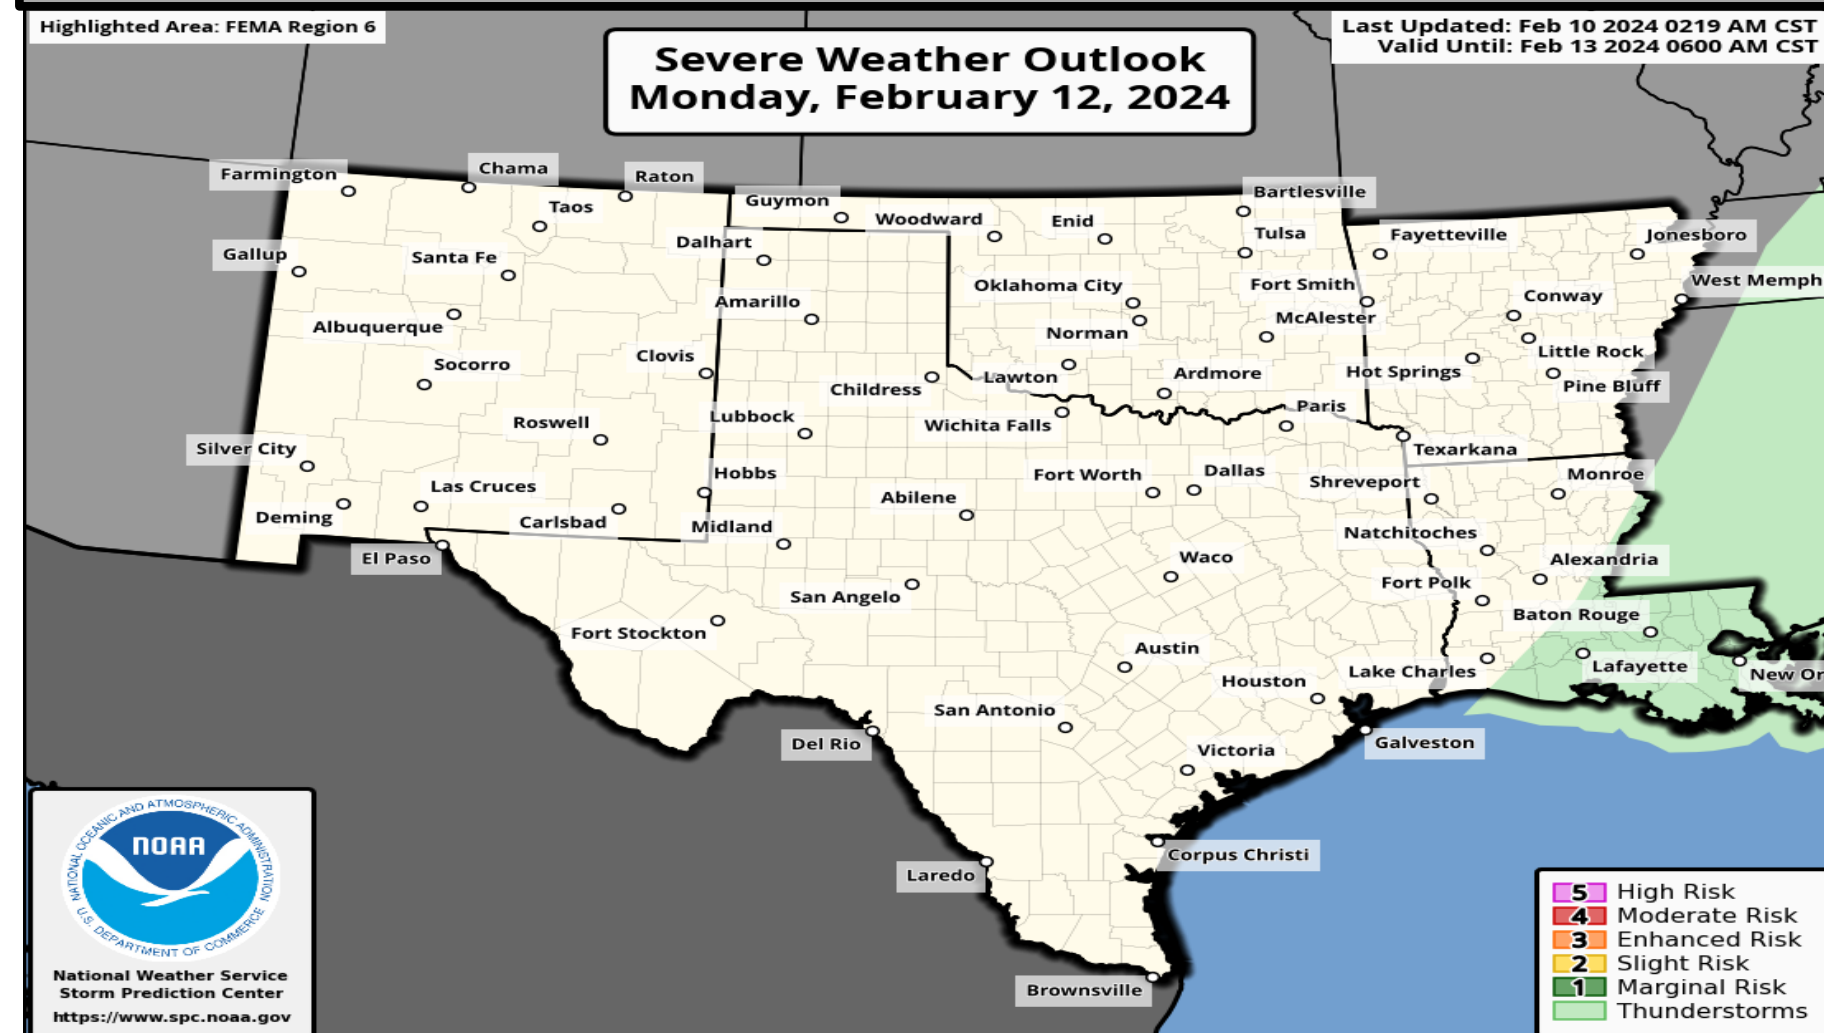 Highlighted Area: FEMA Region 6
Severe Weather Outlook
Monday, February 12, 2024
Last Updated: Feb 10 2024 0219 AM CST
Valid Until: Feb 13 2024 0600 AM CST
Farmington
Chama
Raton
Taos
Guymon
Woodward
Enid
Bartlesville
Tulsa
Fayetteville
Jonesboro
Gallup
Santa Fe
Dalhart
Oklahoma City
Fort Smith
West Memph
Amarillo
Conway
Albuquerque
Norman
McAlester
Socorro
Clovis
Little Rock
Childress
Lawton
Ardmore
Hot Springs
Pine Bluff
Roswell
Lubbock
Wichita Falls
Paris
Silver City
Texarkana
Hobbs
Fort Worth
Dallas
Shreveport
Monroe
Las Cruces
Abilene
Deming
Carlsbad
Midland
Natchitoches
El Paso
Waco
Alexandria
San Angelo
Fort Polk
Fort Stockton
Baton Rouge
Austin
Houston
Lake Charles
Lafayette
New Or
San Antonio
Del Rio
Victoria
Galveston
Corpus Christi
Laredo
Brownsville
NATIONAL OCEANIC AND ATMOSPHERIC ADMINISTRATION
NOAA
U.S. DEPARTMENT OF COMMERCE
National Weather Service
Storm Prediction Center
https://www.spc.noaa.gov
5 High Risk
4 Moderate Risk
3 Enhanced Risk
2 Slight Risk
1 Marginal Risk
Thunderstorms